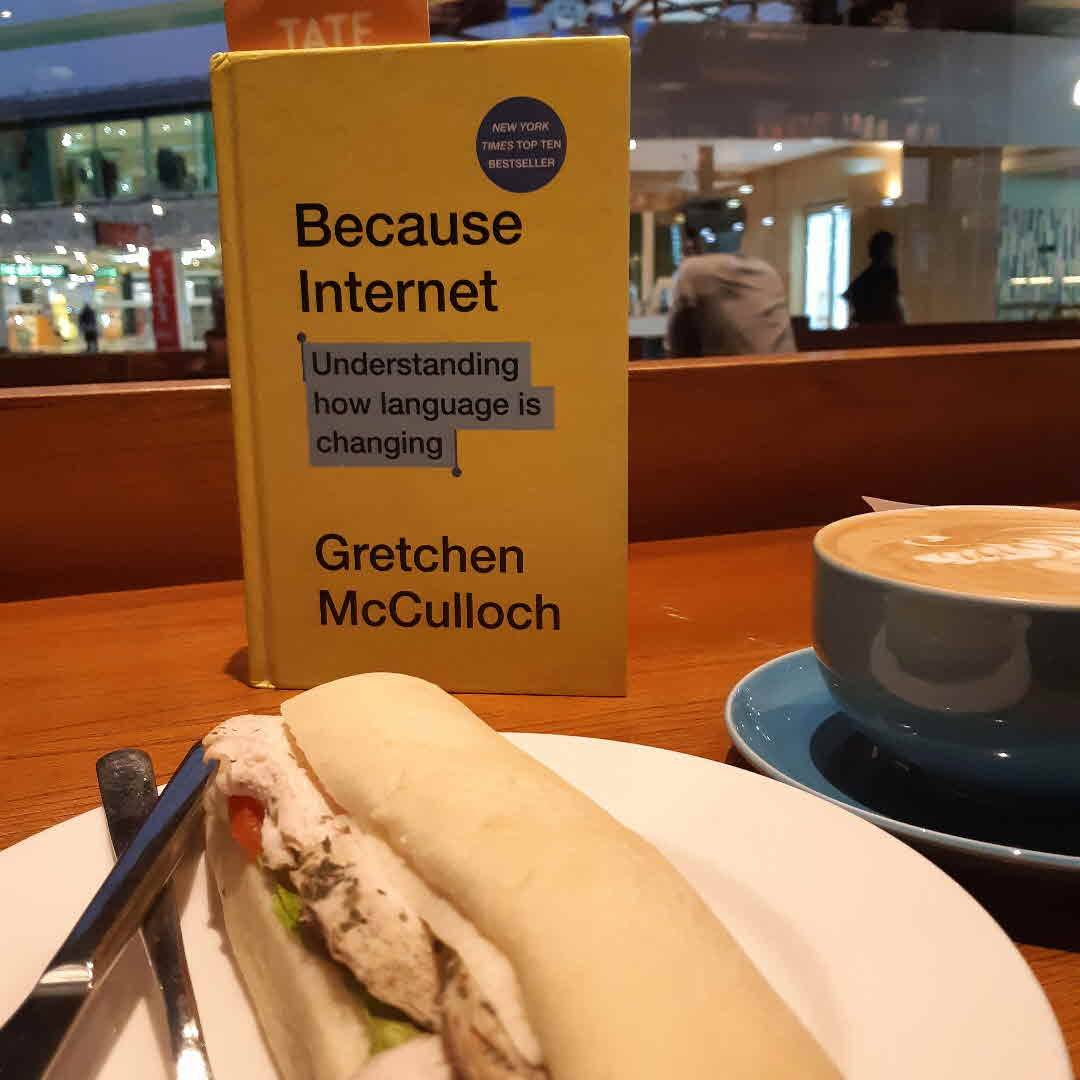 TATE
NEW YORK
TIMES TOP TEN
BESTSELLER
Because
Internet
Understanding
how language is
changing
Gretchen
McCulloch